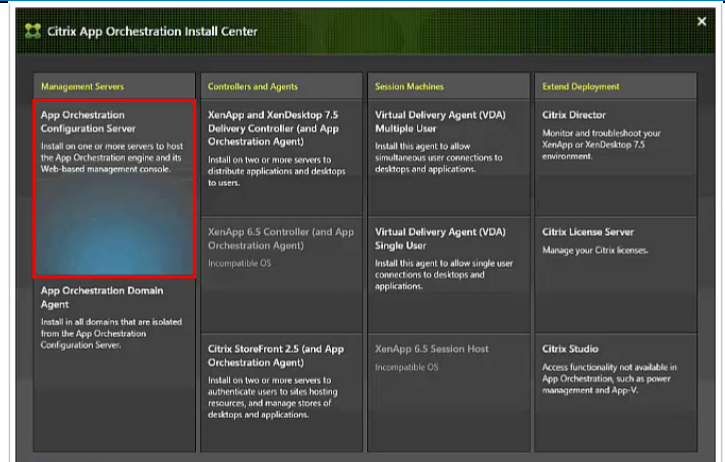 Citrix App Orchestration Install Center
×
Management Servers
App Orchestration
Configuration Server
Install on one or more servers to host
the App Orchestration engine and its
Web-based management console.
App Orchestration Domain
Agent
Install in all domains that are isolated
from the App Orchestration
Configuration Server.
Controllers and Agents
XenApp and XenDesktop 7.5
Delivery Controller (and App
Orchestration Agent)
Install on two or more servers to
distribute applications and desktops
to users.
XenApp 6.5 Controller (and App
Orchestration Agent)
Incompatible OS
Citrix StoreFront 2.5 (and App
Orchestration Agent)
Install on two or more servers to
authenticate users to sites hosting
resources, and manage stores of
desktops and applications.
Session Machines
Virtual Delivery Agent (VDA)
Multiple User
Install this agent to allow
simultaneous user connections to
desktops and applications.
Virtual Delivery Agent (VDA)
Single User
Install this agent to allow single user
connections to desktops and
applications.
XenApp 6.5 Session Host
Incompatible OS
Extend Deployment
Citrix Director
Monitor and troubleshoot your
XenApp or XenDesktop 7.5
environment.
Citrix License Server
Manage your Citrix licenses.
Citrix Studio
Access functionality not available in
App Orchestration, such as power
management and App-V.